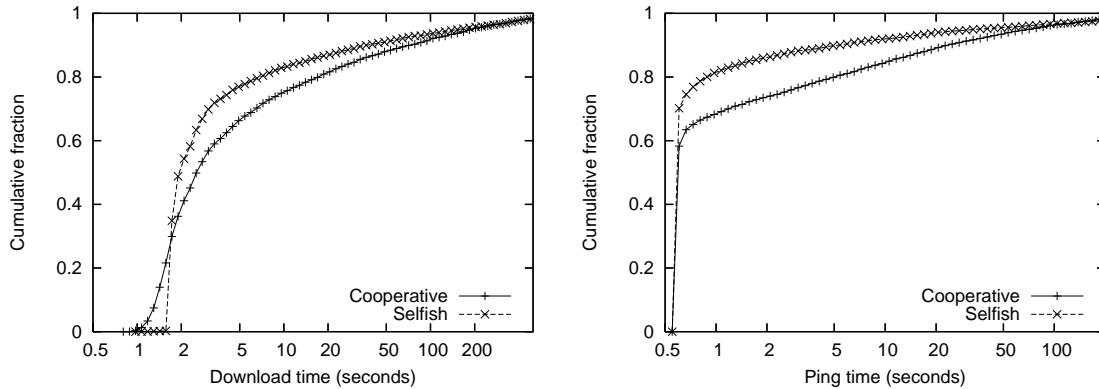 1
0.8
0.6
0.4
0.2
0
Cumulative fraction
Cooperative
Selfish
0.5 1 2 5 10 20 50 100 200
Download time (seconds)
1
0.8
0.6
0.4
0.2
0
Cumulative fraction
Cooperative
Selfish
0.5 1 2 5 10 20 50 100
Ping time (seconds)